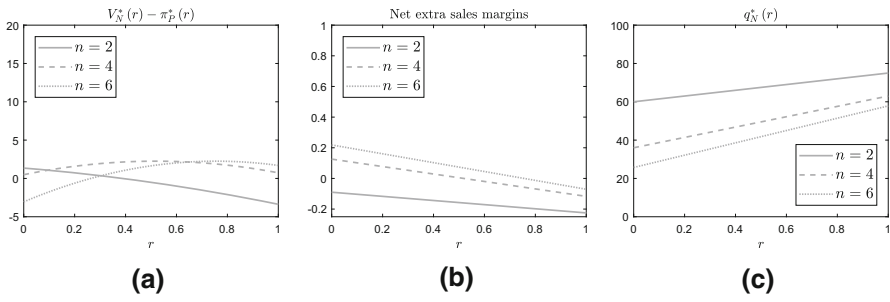 V*_N(r) − π*_P(r)
20
15
10
5
0
-5
0 0.2 0.4 0.6 0.8 1
r
n = 2
n = 4
n = 6
(a)
Net extra sales margins
1
0.8
0.6
0.4
0.2
0
-0.2
0 0.2 0.4 0.6 0.8 1
r
n = 2
n = 4
n = 6
(b)
q*_N(r)
100
80
60
40
20
0
0 0.2 0.4 0.6 0.8 1
r
n = 2
n = 4
n = 6
(c)